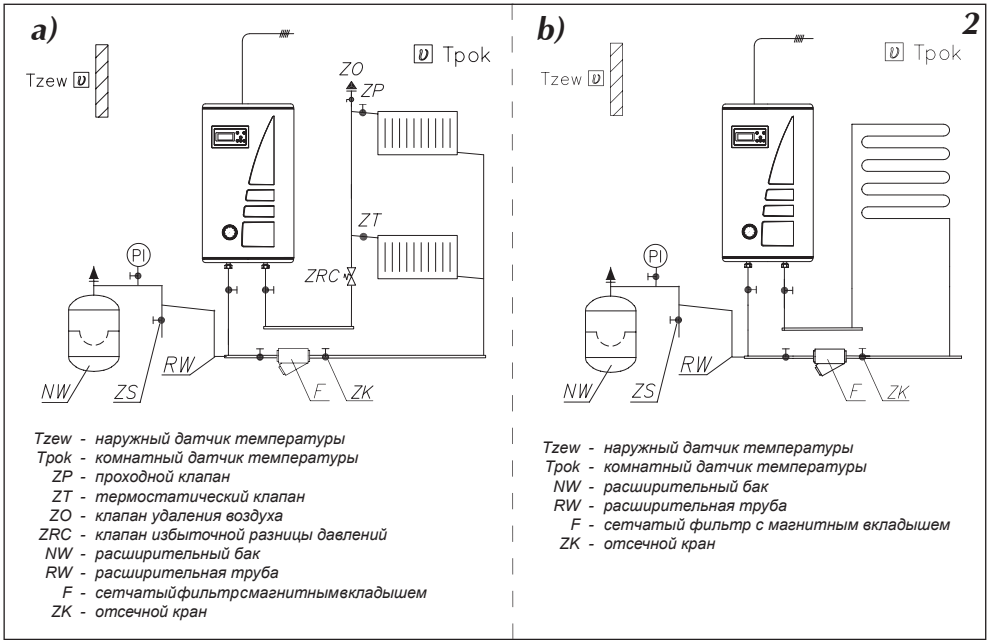 a)
Tzew υ
υ Tpok
ZO
ZP
ZT
ZRC
PI
NW
ZS
RW
F
ZK
Tzew - наружный датчик температуры
Tpok - комнатный датчик температуры
ZP - проходной клапан
ZT - термостатический клапан
ZO - клапан удаления воздуха
ZRC - клапан избыточной разницы давлений
NW - расширительный бак
RW - расширительная труба
F - сетчатыйфильтрсмагнитнымвкладышем
ZK - отсечной кран
b)
2
Tzew υ
υ Tpok
PI
NW
ZS
RW
F
ZK
Tzew - наружный датчик температуры
Tpok - комнатный датчик температуры
NW - расширительный бак
RW - расширительная труба
F - сетчатый фильтр с магнитным вкладышем
ZK - отсечной кран